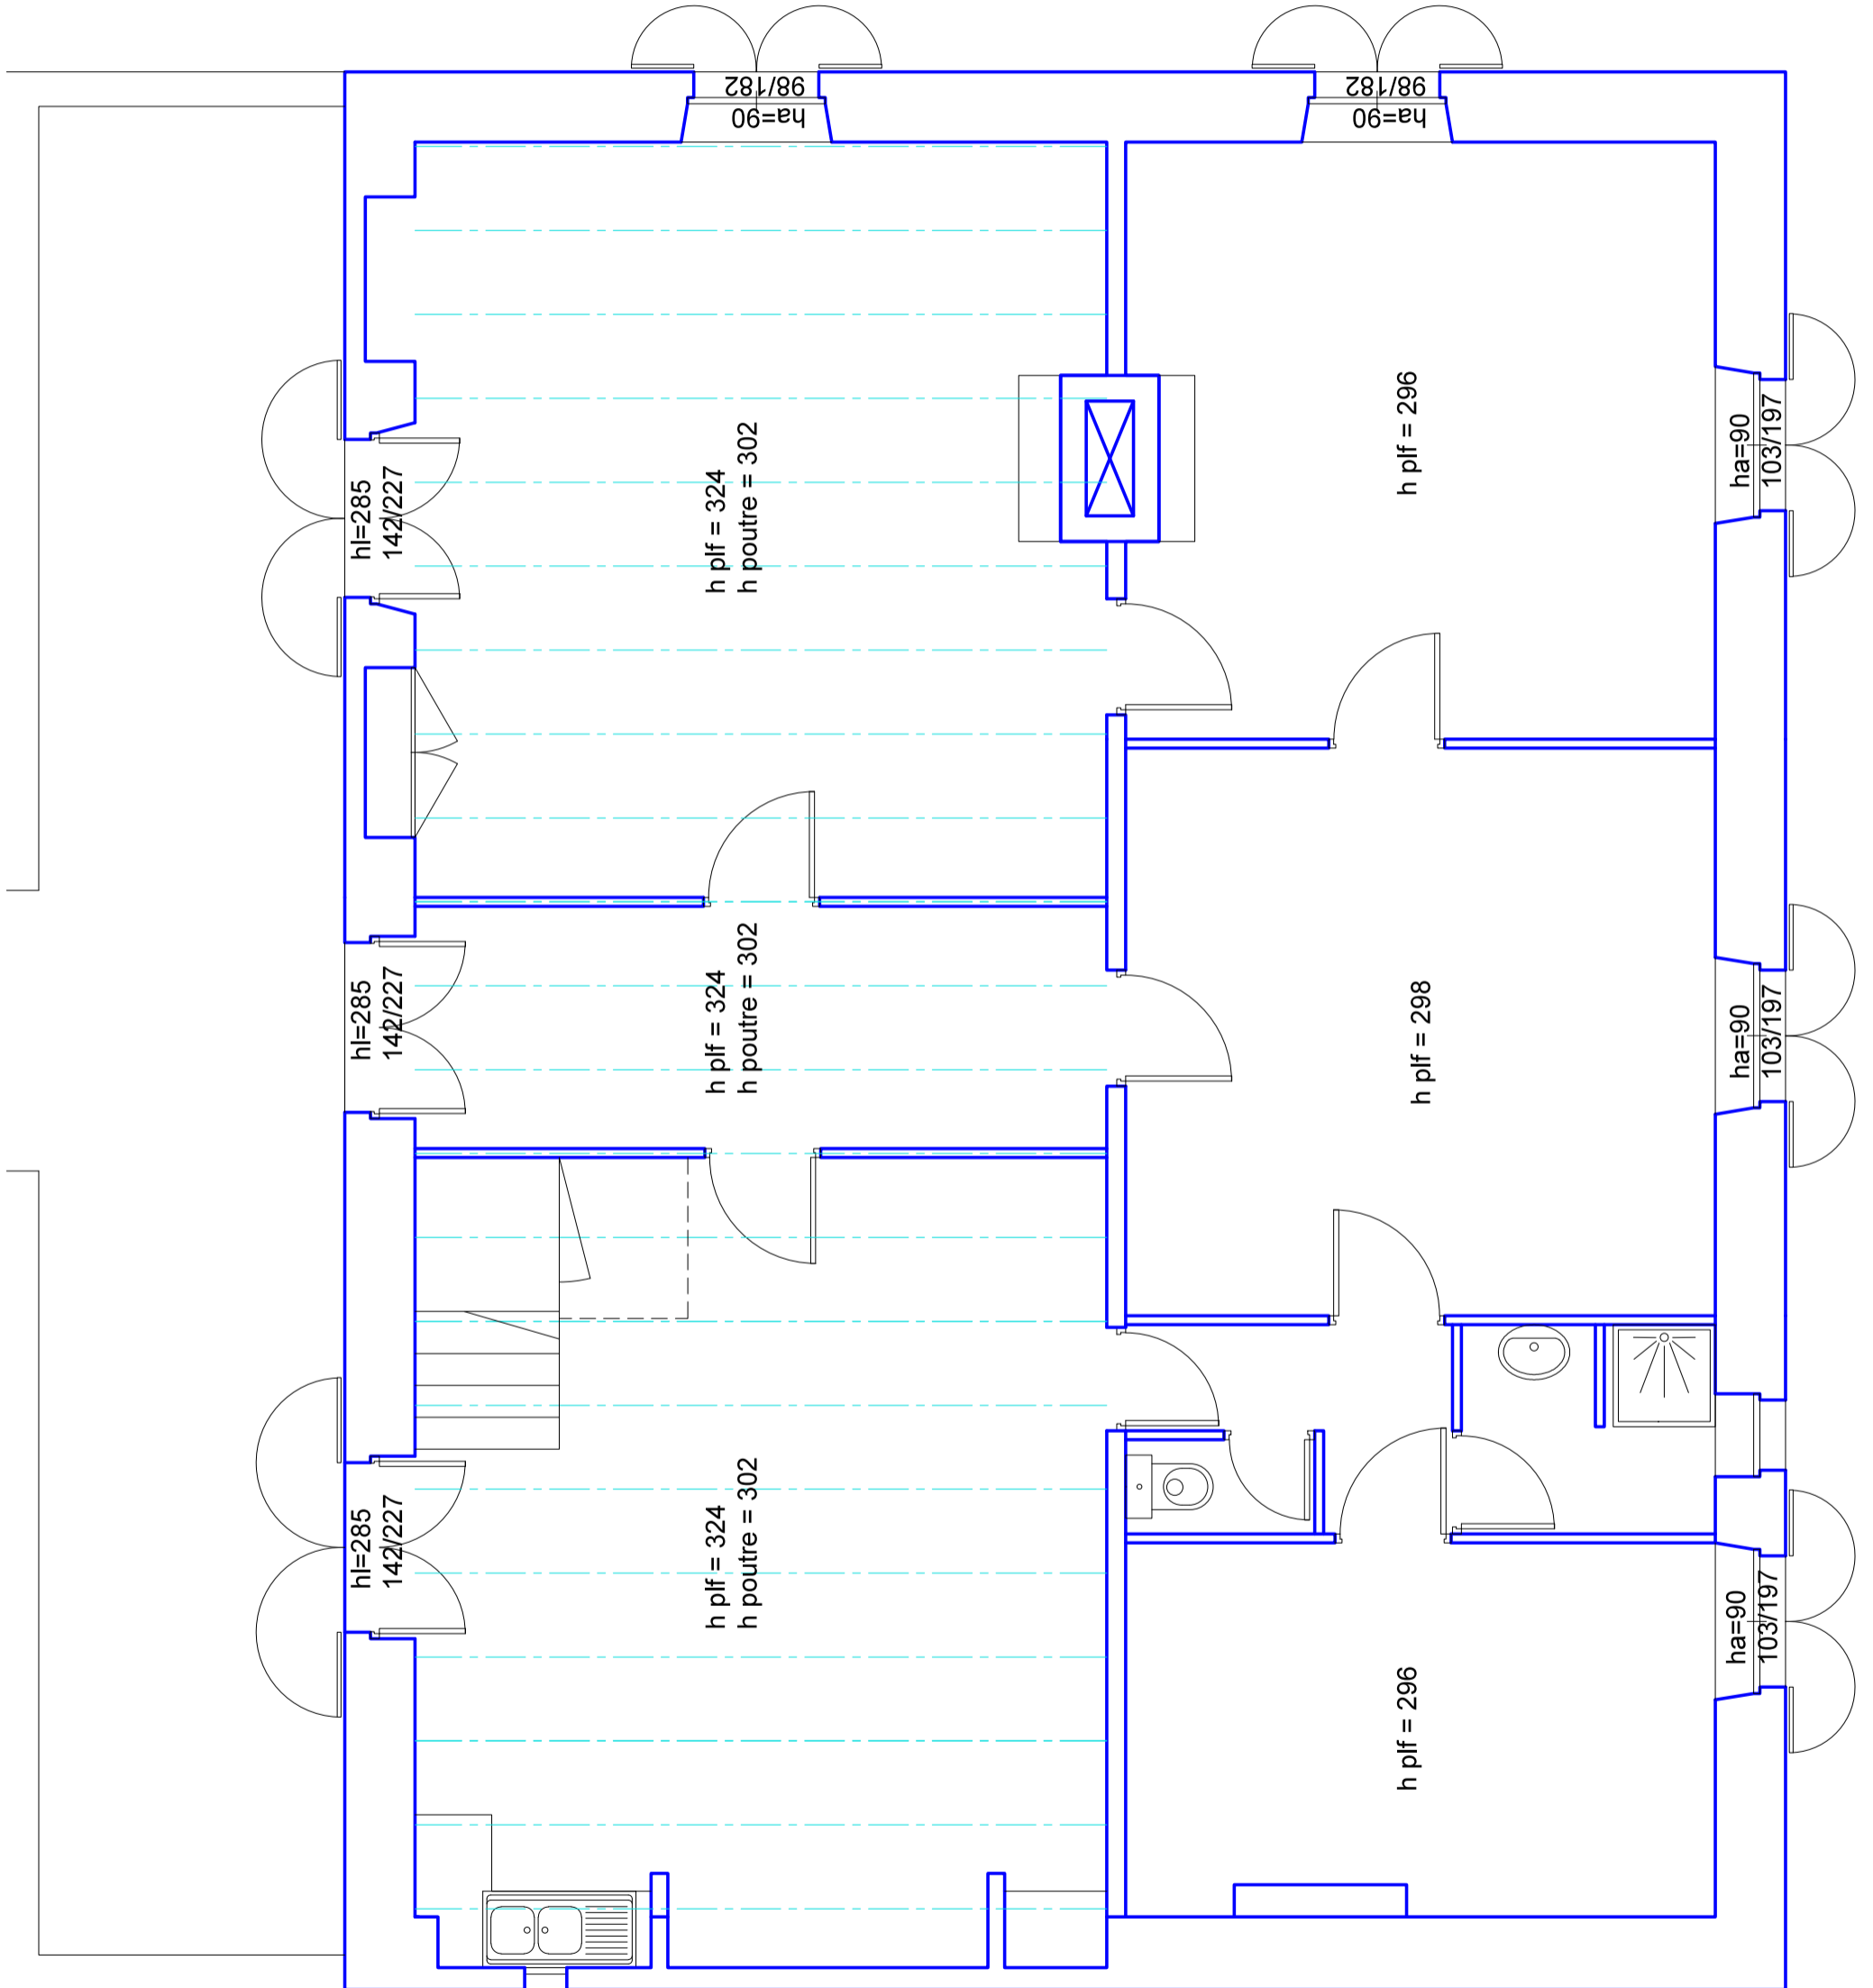 98/182
ha=90
98/182
ha=90
h plf = 296
ha=90
103/197
hl=285
142/227
h plf = 324
h poutre = 302
hl=285
142/227
h plf = 324
h poutre = 302
h plf = 298
ha=90
103/197
hl=285
142/227
h plf = 324
h poutre = 302
h plf = 296
ha=90
103/197